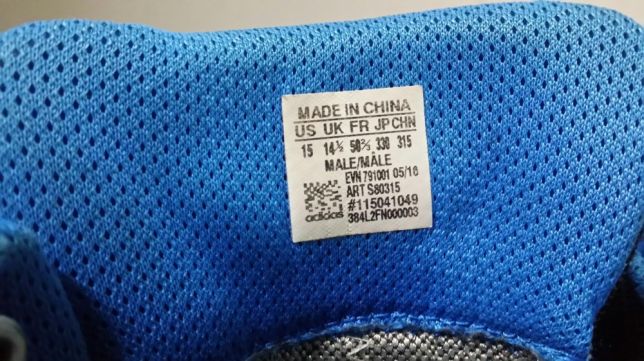 MADE IN CHINA
US UK FR JP CHN
15 14½ 50⅔ 330 315
MALE/MÂLE
EVN 791001 05/16
ART S80315
#115041049
adidas 384L2FN000003